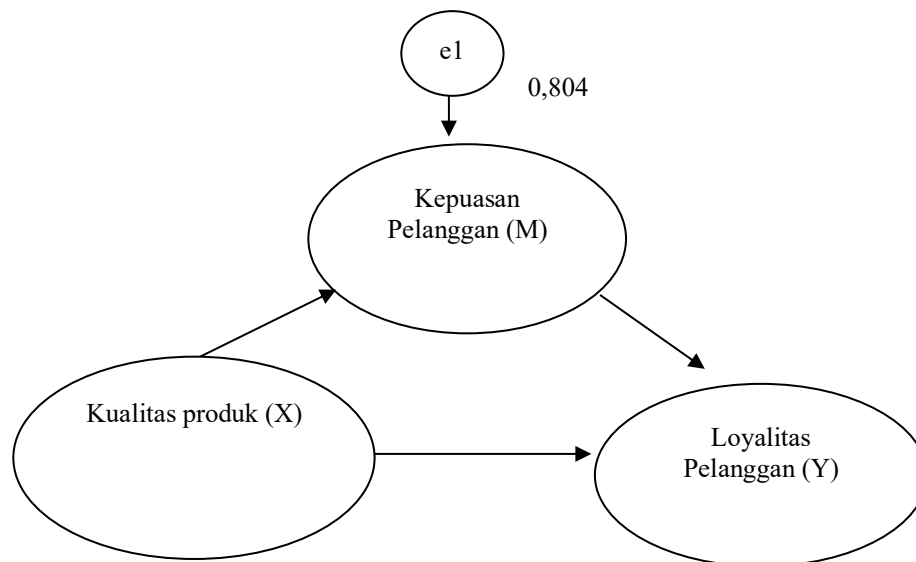 e1
0,804
Kepuasan
Pelanggan (M)
Kualitas produk (X)
Loyalitas
Pelanggan (Y)